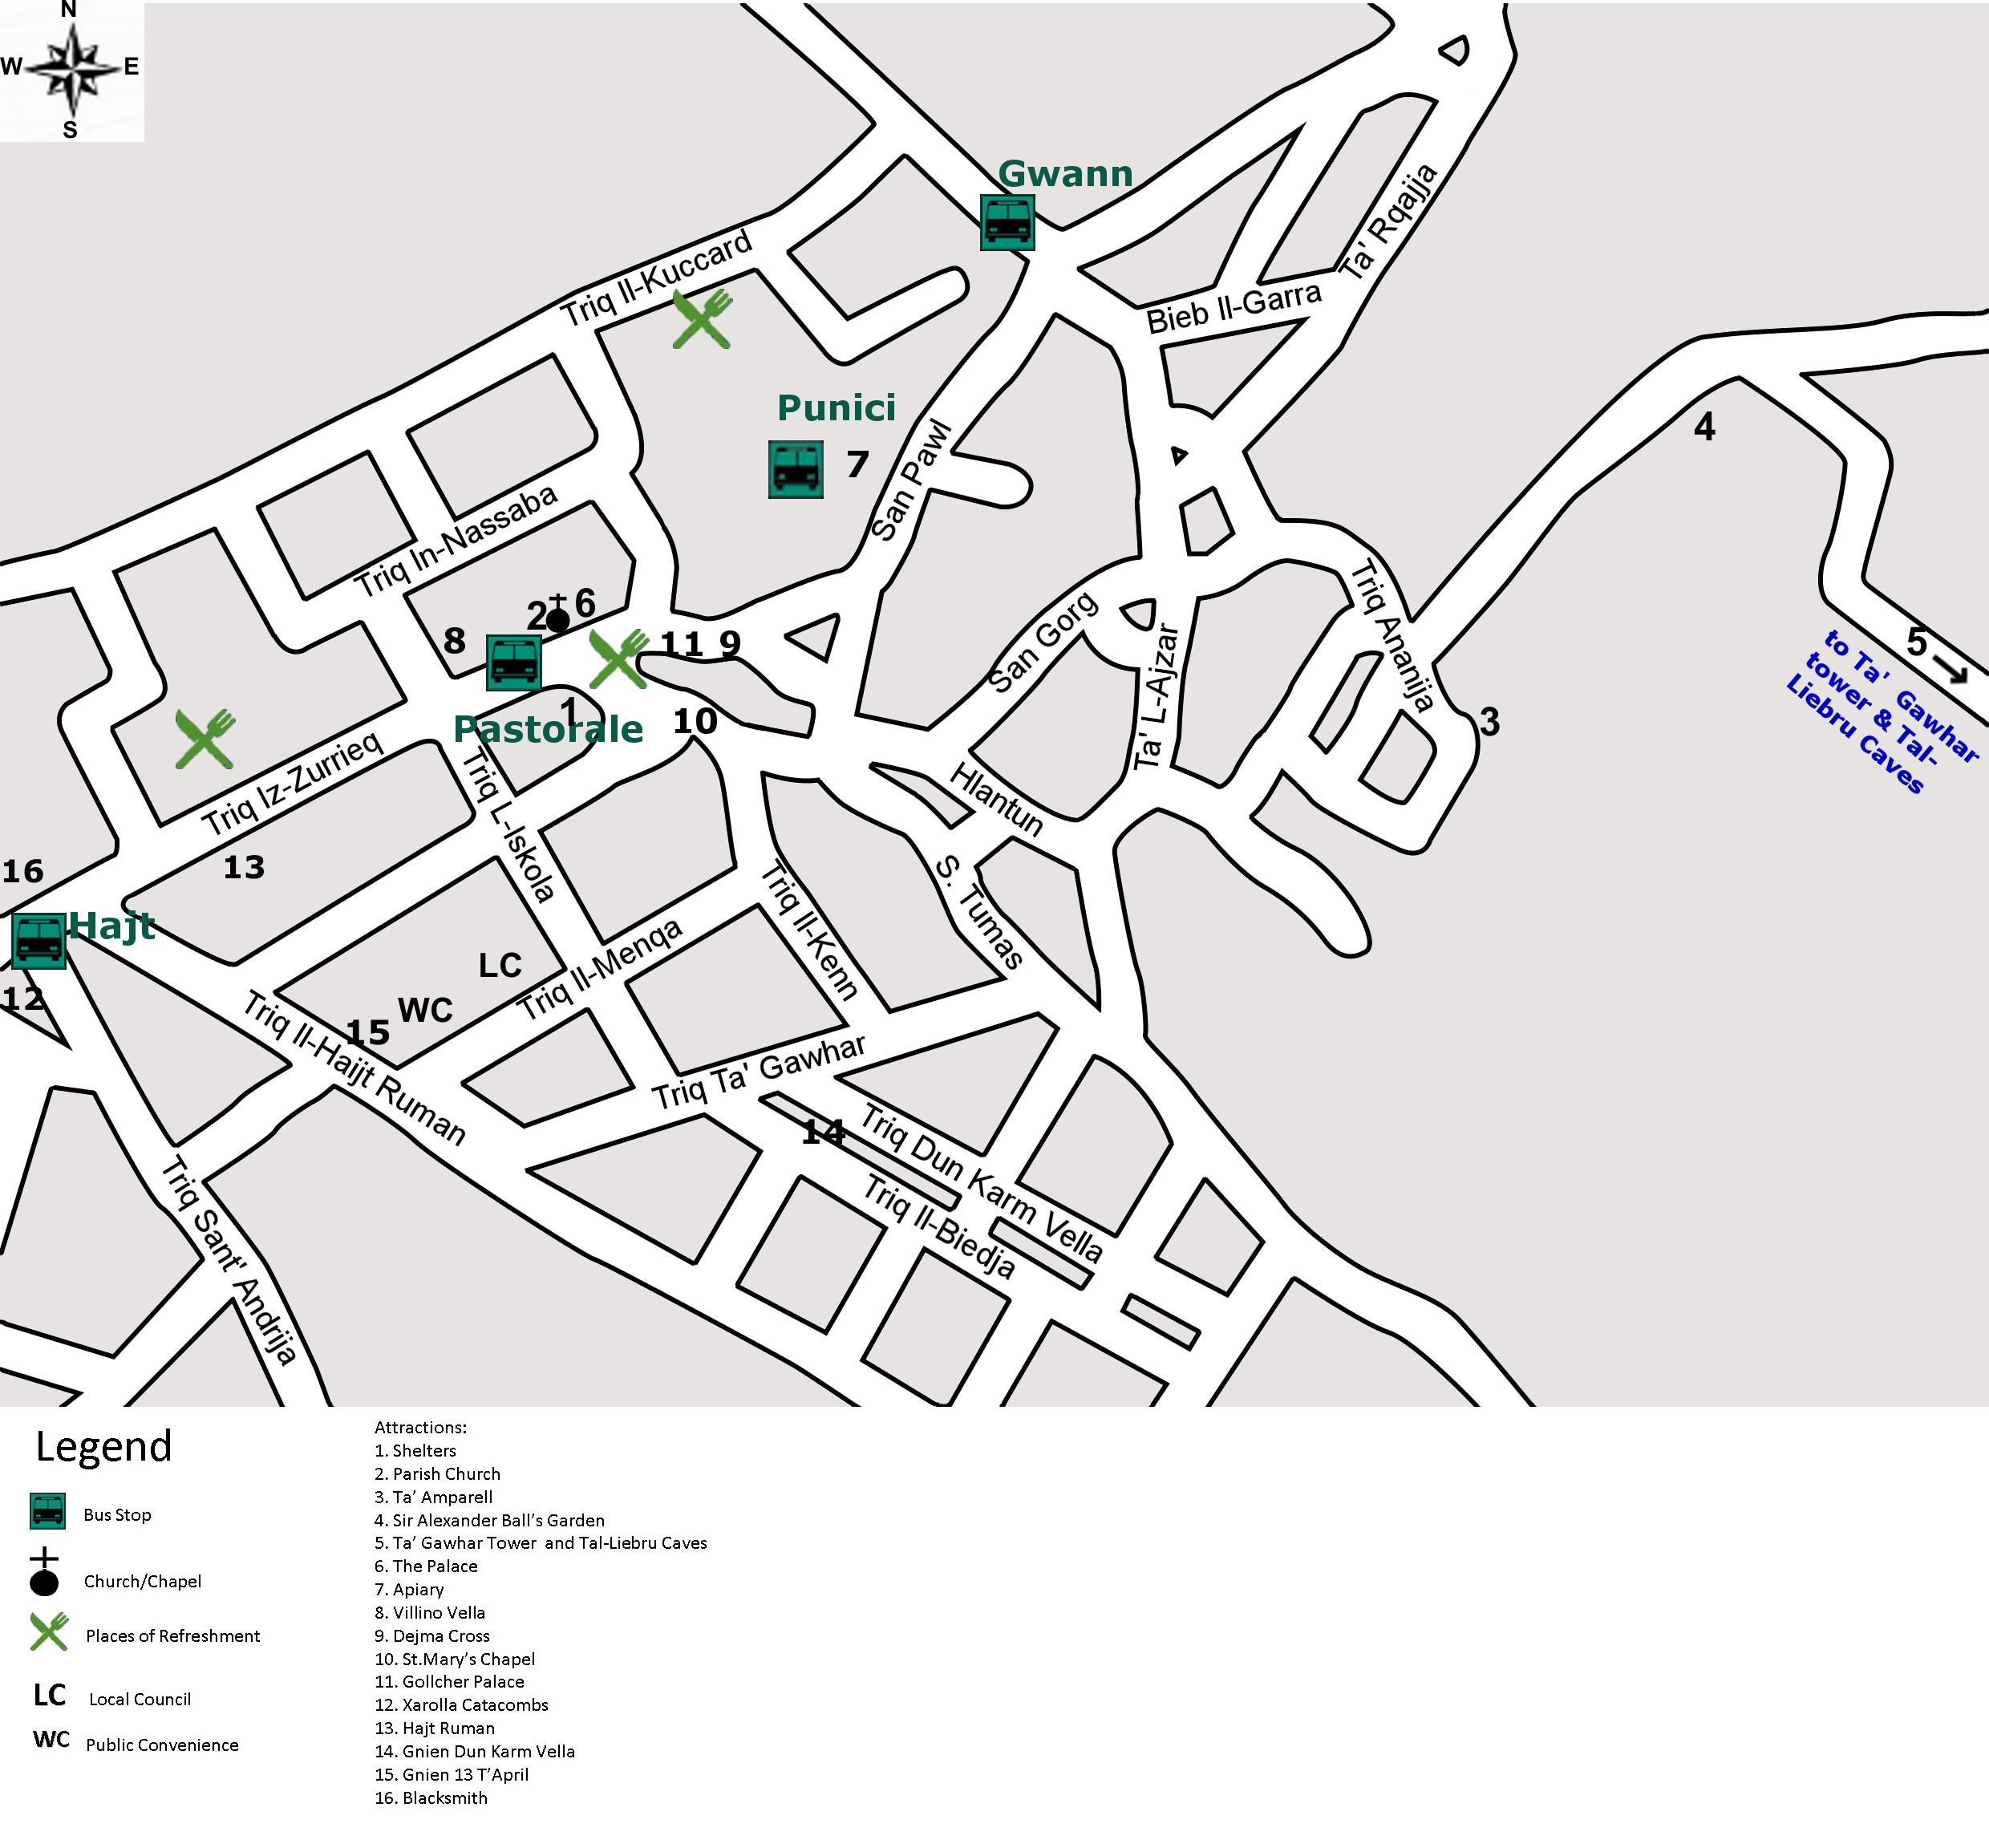 N
W E
S
Gwann
Ta' Rqajja
Triq Il-Kuccard
Bieb Il-Garra
Punici
7
4
San Pawl
Triq In-Nassaba
Triq Ananija
2 6
San Gorg
8
11 9
Ta' L-Ajzar
5
to Ta' Gawhar
tower & Tal-
Liebru Caves
1
10
3
Pastorale
Triq Iz-Zurrieq
Triq L-Iskola
Hlantun
13
16
S. Tumas
Triq Il-Kenn
Hajt
LC
Triq Il-Menqa
12
WC
15
Triq Il-Hajjt Ruman
Triq Ta' Gawhar
14
Triq Dun Karm Vella
Triq Il-Biedja
Triq Sant' Andrija
Legend
Bus Stop
Church/Chapel
Places of Refreshment
LC Local Council
WC Public Convenience
Attractions:
1. Shelters
2. Parish Church
3. Ta’ Amparell
4. Sir Alexander Ball’s Garden
5. Ta’ Gawhar Tower and Tal-Liebru Caves
6. The Palace
7. Apiary
8. Villino Vella
9. Dejma Cross
10. St.Mary’s Chapel
11. Gollcher Palace
12. Xarolla Catacombs
13. Hajt Ruman
14. Gnien Dun Karm Vella
15. Gnien 13 T’April
16. Blacksmith